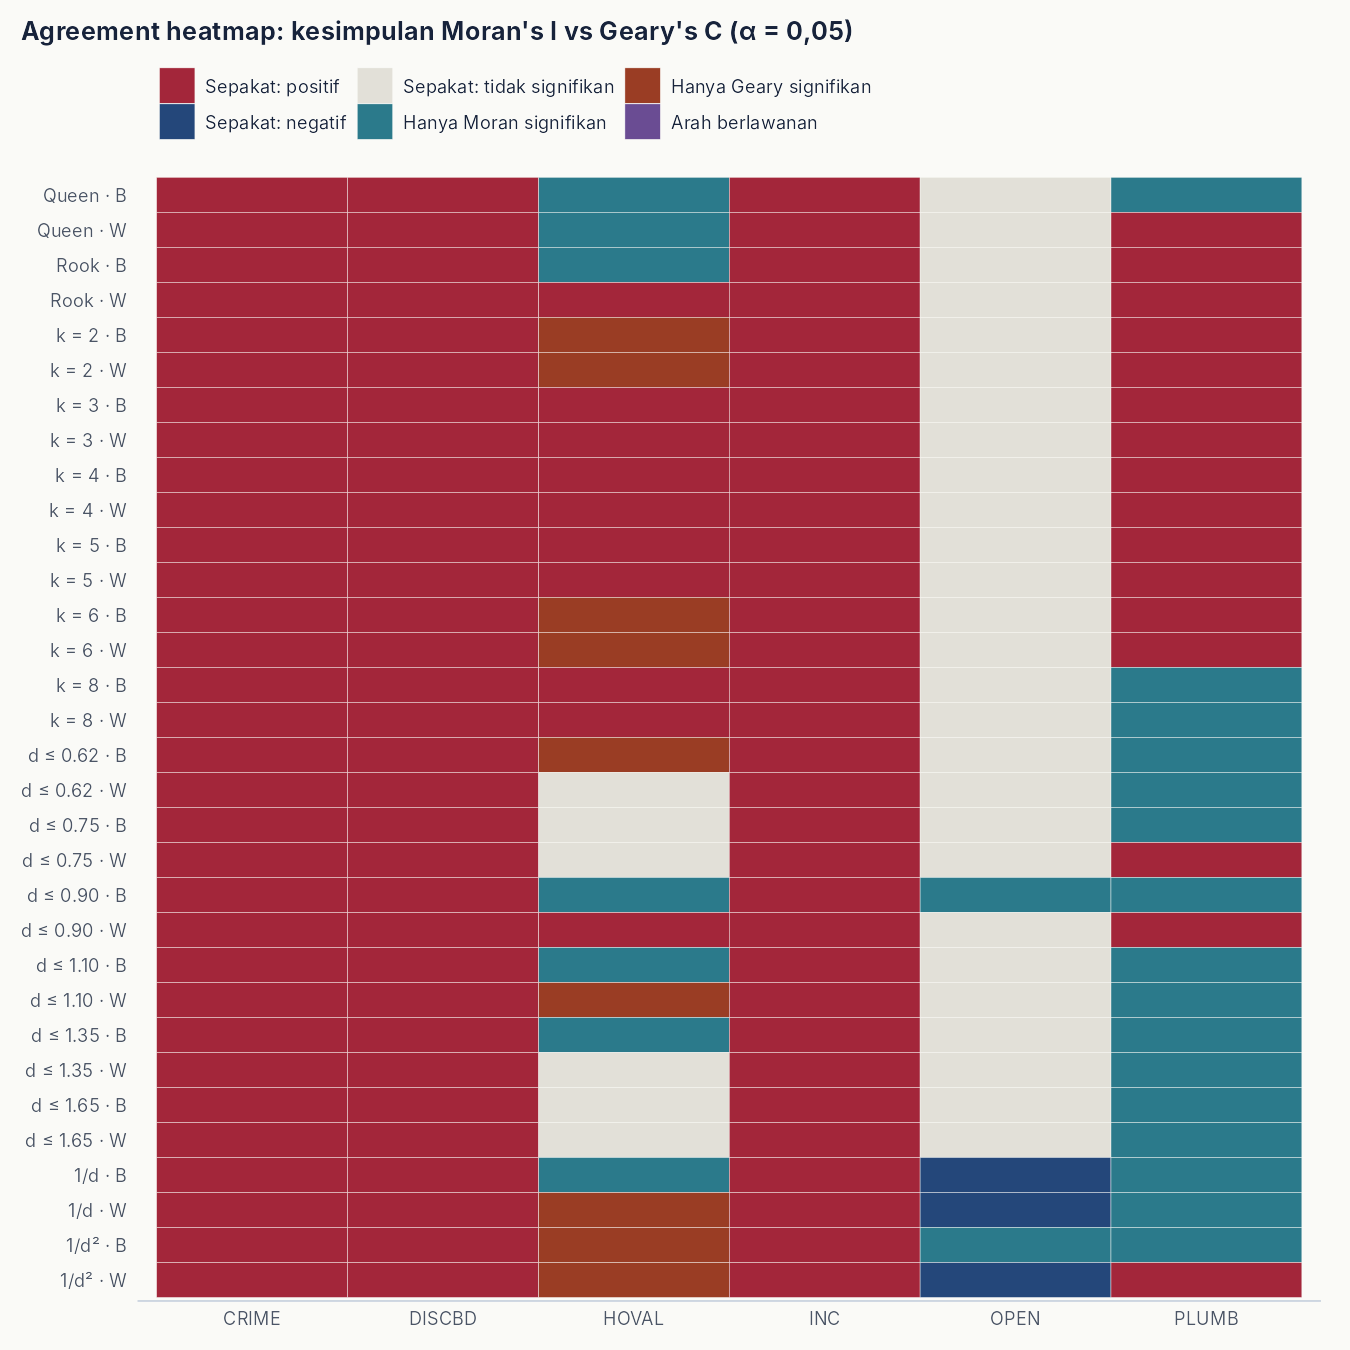 Agreement heatmap: kesimpulan Moran's I vs Geary's C (α = 0,05)
Sepakat: positif
Sepakat: tidak signifikan
Hanya Geary signifikan
Sepakat: negatif
Hanya Moran signifikan
Arah berlawanan
Queen · B
Queen · W
Rook · B
Rook · W
k = 2 · B
k = 2 · W
k = 3 · B
k = 3 · W
k = 4 · B
k = 4 · W
k = 5 · B
k = 5 · W
k = 6 · B
k = 6 · W
k = 8 · B
k = 8 · W
d ≤ 0.62 · B
d ≤ 0.62 · W
d ≤ 0.75 · B
d ≤ 0.75 · W
d ≤ 0.90 · B
d ≤ 0.90 · W
d ≤ 1.10 · B
d ≤ 1.10 · W
d ≤ 1.35 · B
d ≤ 1.35 · W
d ≤ 1.65 · B
d ≤ 1.65 · W
1/d · B
1/d · W
1/d² · B
1/d² · W
CRIME DISCBD HOVAL INC OPEN PLUMB